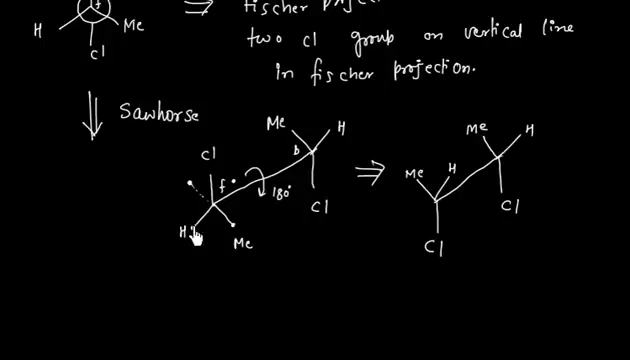 f
fischer projec
H
Me
Cl
⇒
two cl group on vertical line
in fischer projection.
Sawhorse
Cl
f
180°
H
Me
Me
H
b
Cl
⇒
Me
H
Cl
Me
H
Cl